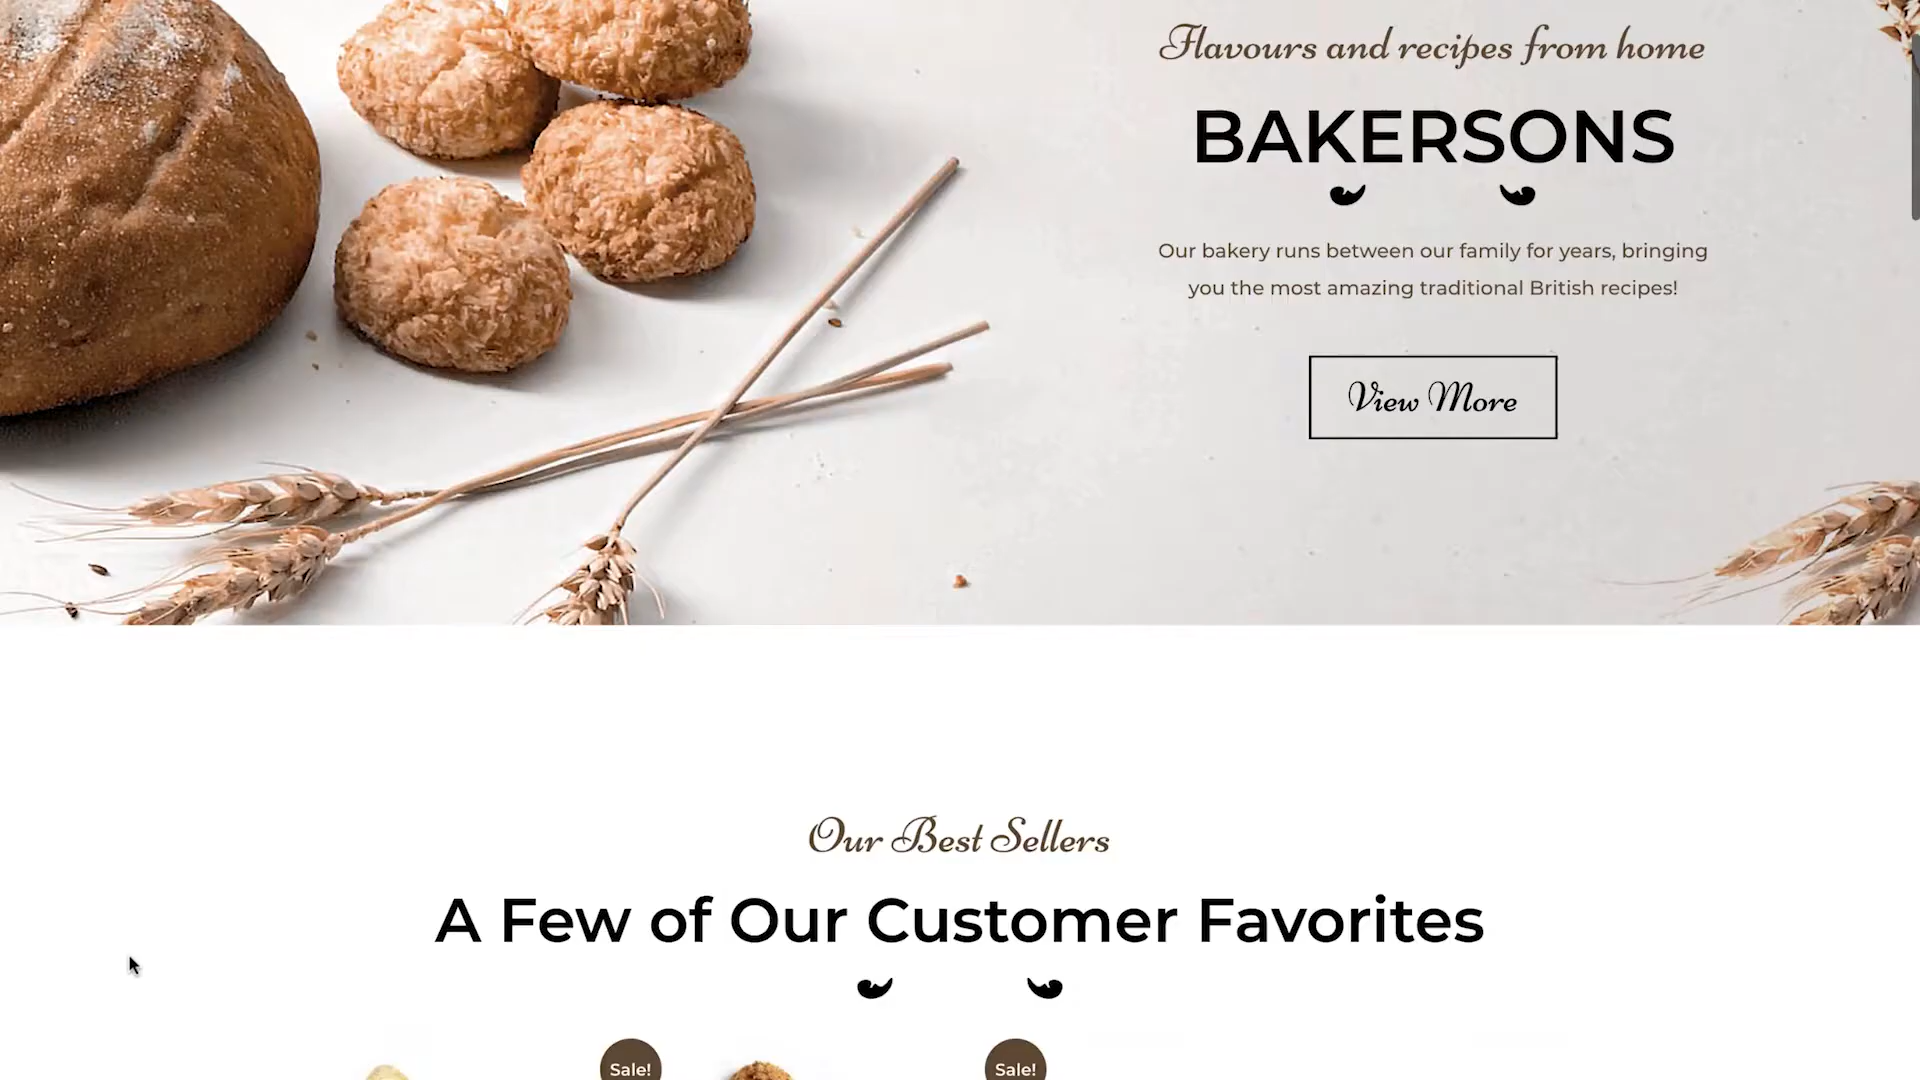 Flavours and recipes from home
BAKERSONS
Our bakery runs between our family for years, bringing
you the most amazing traditional British recipes!
View More
Our Best Sellers
A Few of Our Customer Favorites
Sale!
Sale!